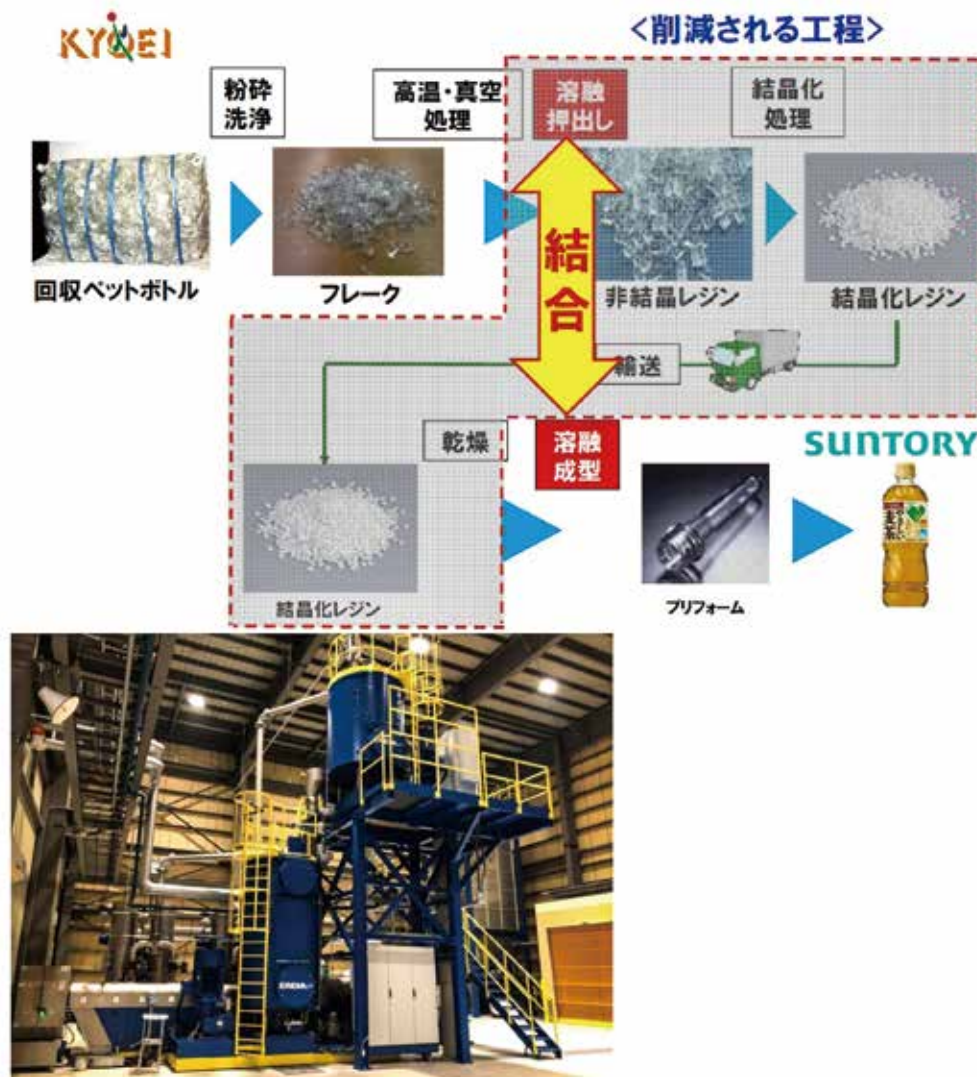 KYOEI
<削減される工程>
粉砕
洗浄
高温・真空
処理
溶融
押出し
結晶化
処理
回収ペットボトル
フレーク
結合
非結晶レジン
結晶化レジン
輸送
乾燥
溶融
成型
SUNTORY
結晶化レジン
プリフォーム
麦茶
EREMA